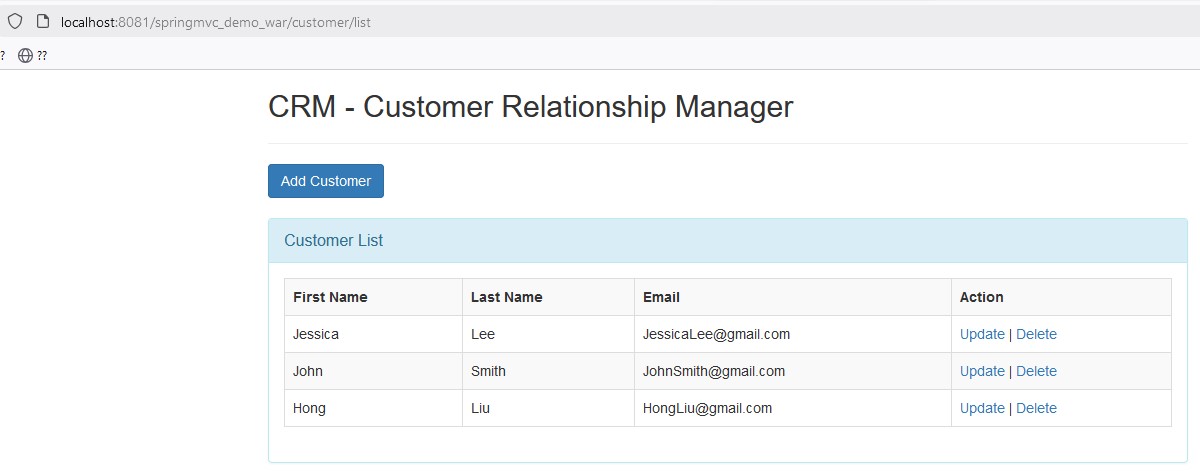 localhost:8081/springmvc_demo_war/customer/list
? ??
CRM - Customer Relationship Manager
Add Customer
Customer List
First Name Last Name Email Action
Jessica Lee JessicaLee@gmail.com Update | Delete
John Smith JohnSmith@gmail.com Update | Delete
Hong Liu HongLiu@gmail.com Update | Delete